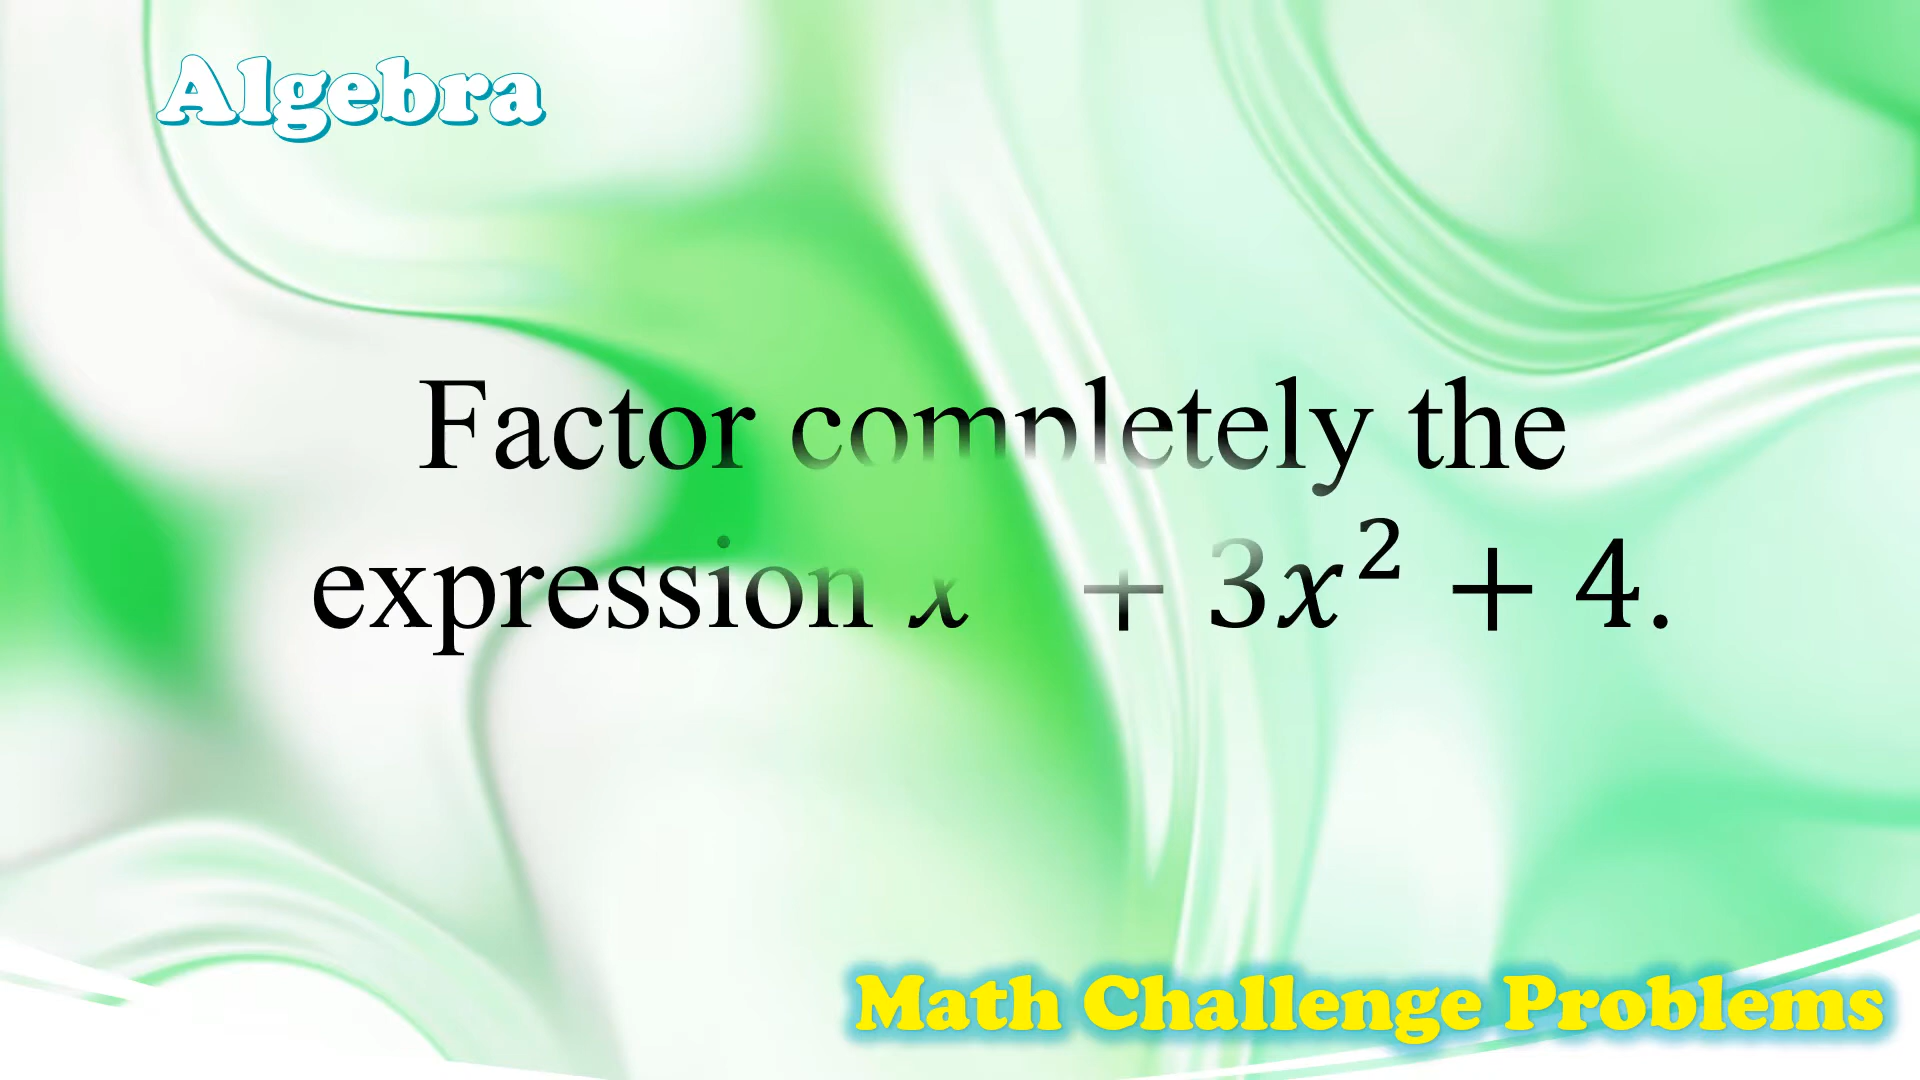 Algebra
Factor completely the
expression 𝑥 + 3𝑥² + 4.
Math Challenge Problems